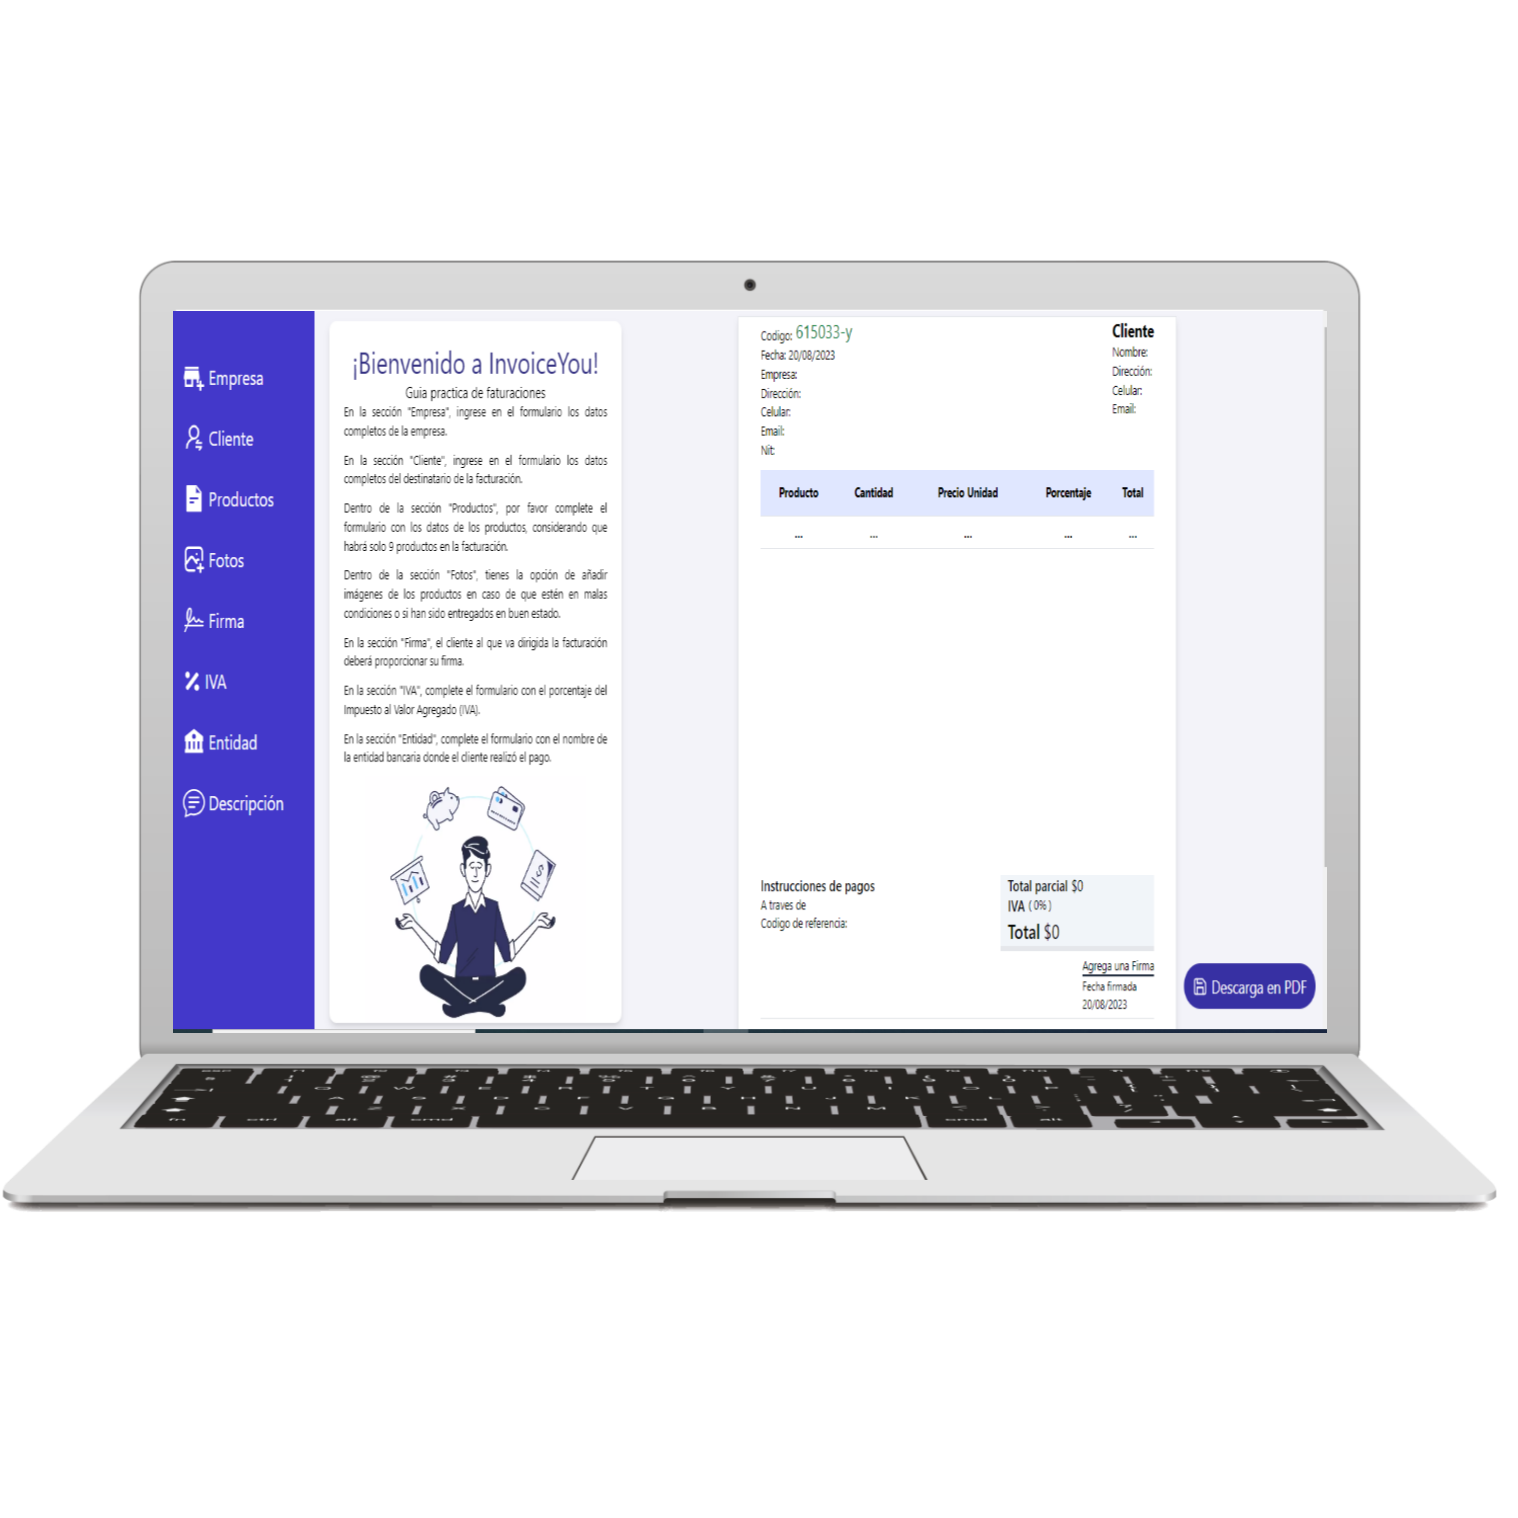 Empresa
Cliente
Productos
Fotos
Firma
IVA
Entidad
Descripción
¡Bienvenido a InvoiceYou!
Guia practica de faturaciones
En la sección "Empresa", ingrese en el formulario los datos
completos de la empresa.
En la sección "Cliente", ingrese en el formulario los datos
completos del destinatario de la facturación.
Dentro de la sección "Productos", por favor complete el
formulario con los datos de los productos, considerando que
habrá solo 9 productos en la facturación.
Dentro de la sección "Fotos", tienes la opción de añadir
imágenes de los productos en caso de que estén en malas
condiciones o si han sido entregados en buen estado.
En la sección "Firma", el cliente al que va dirigida la facturación
deberá proporcionar su firma.
En la sección "IVA", complete el formulario con el porcentaje del
Impuesto al Valor Agregado (IVA).
En la sección "Entidad", complete el formulario con el nombre de
la entidad bancaria donde el cliente realizó el pago.
Codigo: 615033-y
Fecha: 20/08/2023
Empresa:
Dirección:
Celular:
Email:
Nit:
Cliente
Nombre:
Dirección:
Celular:
Email:
Producto Cantidad Precio Unidad Porcentaje Total
... ... ... ... ...
Instrucciones de pagos
A traves de
Codigo de referencia:
Total parcial $0
IVA ( 0% )
Total $0
Agrega una Firma
Fecha firmada
20/08/2023
Descarga en PDF